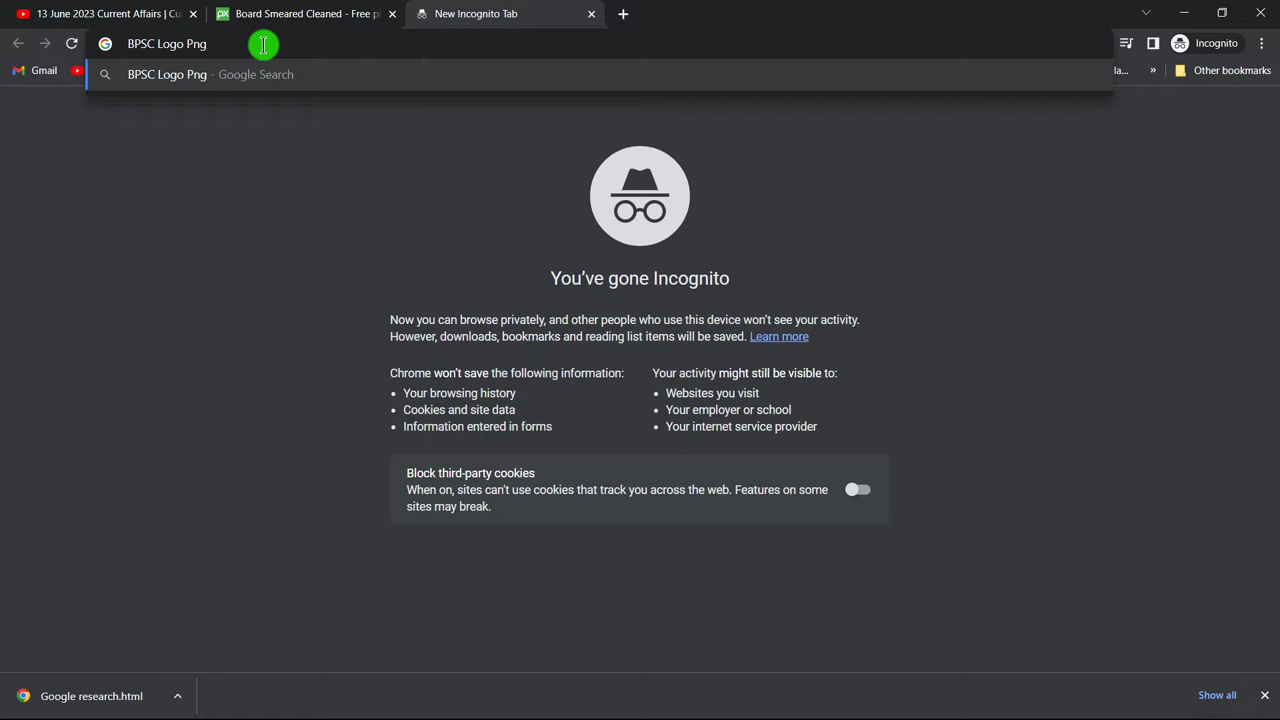 13 June 2023 Current Affairs | Cu
Board Smeared Cleaned - Free pl
New Incognito Tab
BPSC Logo Png
Incognito
BPSC Logo Png - Google Search
Gmail
la...
»
Other bookmarks
You've gone Incognito
Now you can browse privately, and other people who use this device won't see your activity.
However, downloads, bookmarks and reading list items will be saved. Learn more
Chrome won't save the following information:
• Your browsing history
• Cookies and site data
• Information entered in forms
Your activity might still be visible to:
• Websites you visit
• Your employer or school
• Your internet service provider
Block third-party cookies
When on, sites can't use cookies that track you across the web. Features on some
sites may break.
Google research.html
Show all